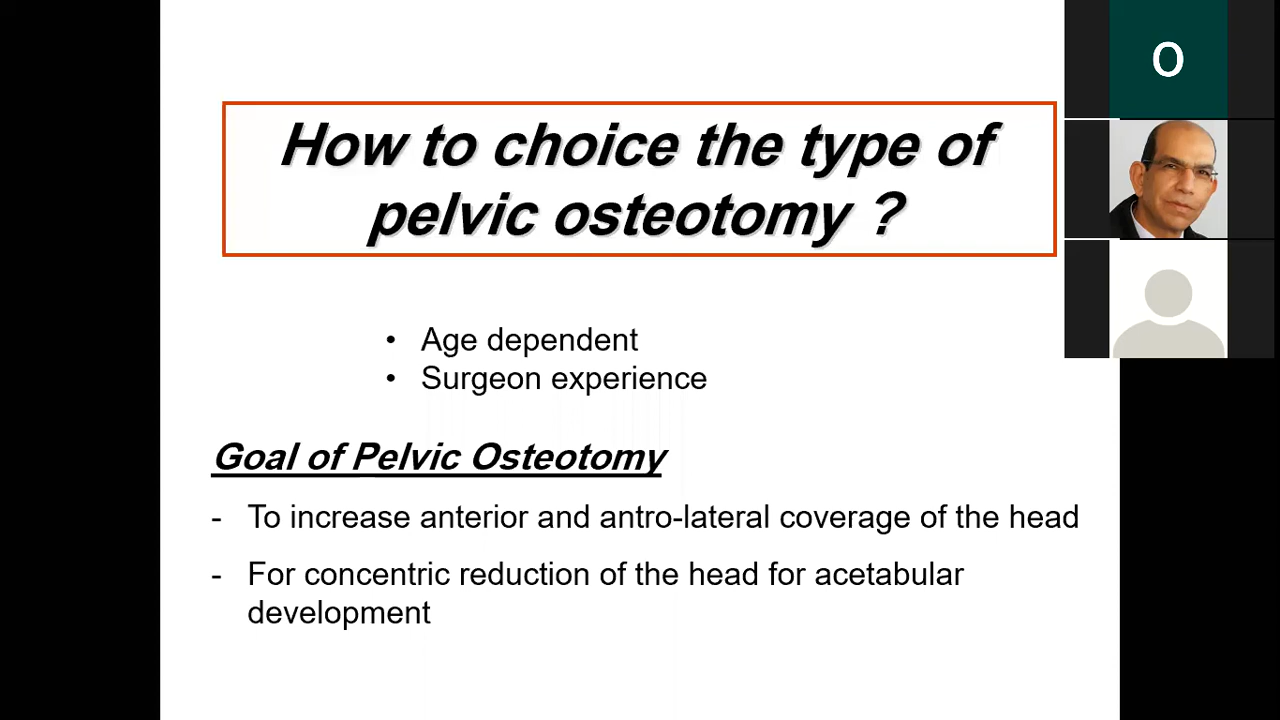 How to choice the type of
pelvic osteotomy ?
• Age dependent
• Surgeon experience
Goal of Pelvic Osteotomy
- To increase anterior and antro-lateral coverage of the head
- For concentric reduction of the head for acetabular
development
O